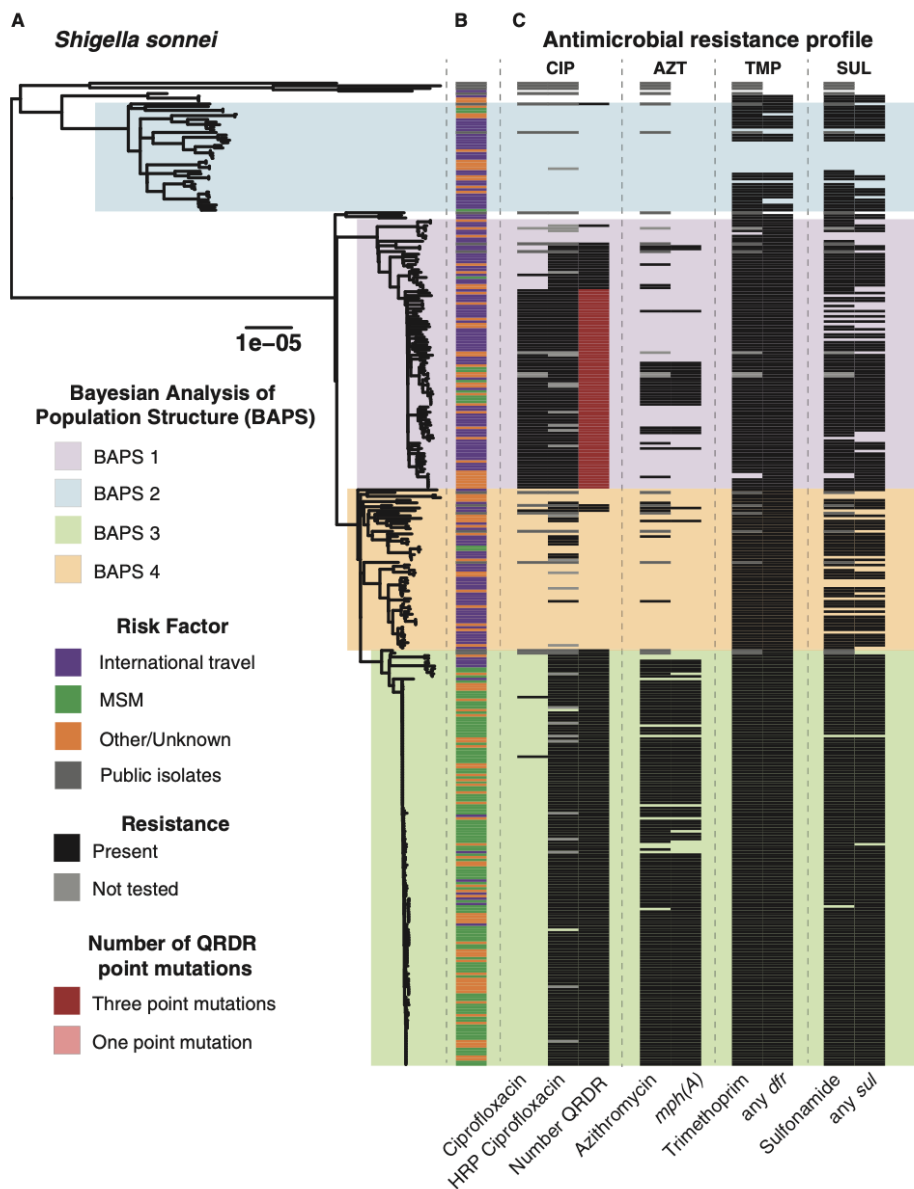 A
B
C
Shigella sonnei
Antimicrobial resistance profile
CIP
AZT
TMP
SUL
1e−05
Bayesian Analysis of
Population Structure (BAPS)
BAPS 1
BAPS 2
BAPS 3
BAPS 4
Risk Factor
International travel
MSM
Other/Unknown
Public isolates
Resistance
Present
Not tested
Number of QRDR
point mutations
Three point mutations
One point mutation
Ciprofloxacin
HRP Ciprofloxacin
Number QRDR
Azithromycin
mph(A)
Trimethoprim
any dfr
Sulfonamide
any sul